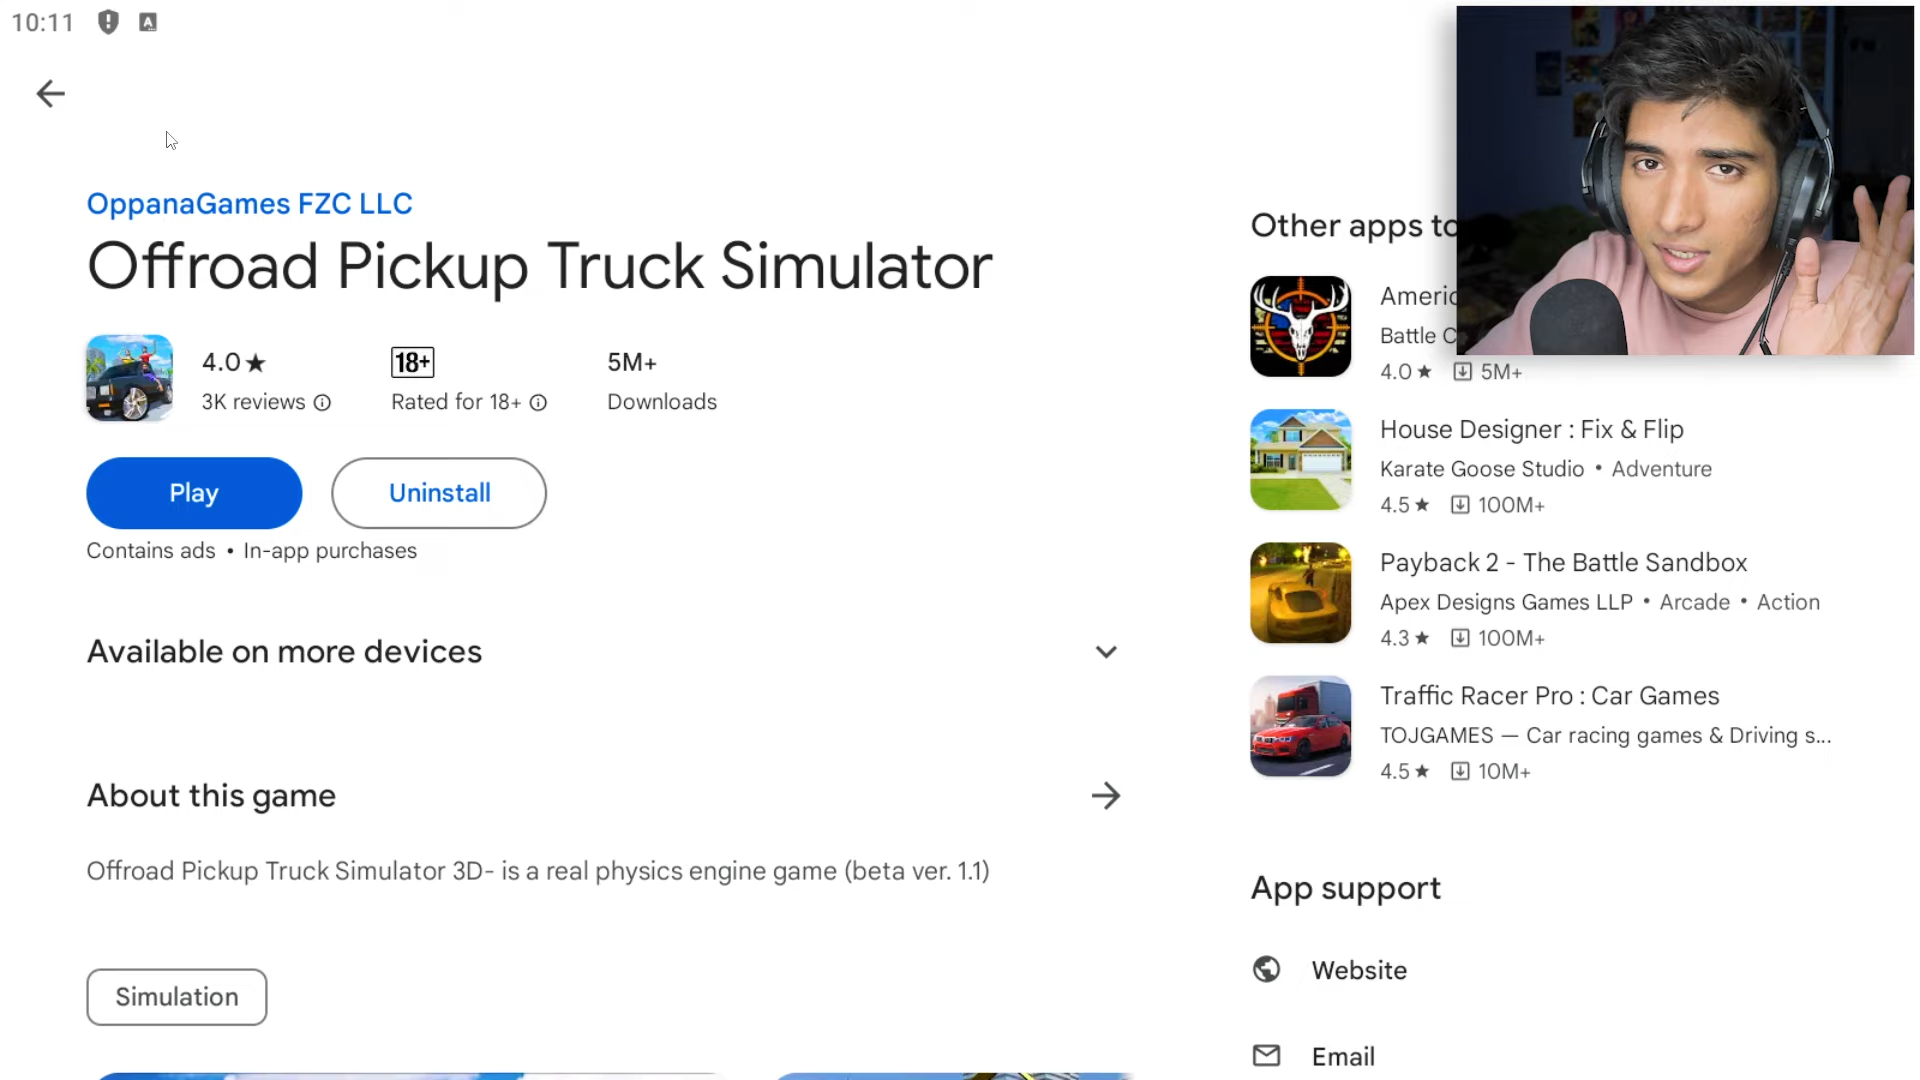 10:11
OppanaGames FZC LLC
Offroad Pickup Truck Simulator
4.0★
3K reviews
18+
Rated for 18+
5M+
Downloads
Play
Uninstall
Contains ads • In-app purchases
Available on more devices
About this game
Offroad Pickup Truck Simulator 3D- is a real physics engine game (beta ver. 1.1)
Simulation
Other apps to
Americ
Battle C
4.0★ 5M+
House Designer : Fix & Flip
Karate Goose Studio • Adventure
4.5★ 100M+
Payback 2 - The Battle Sandbox
Apex Designs Games LLP • Arcade • Action
4.3★ 100M+
Traffic Racer Pro : Car Games
TOJGAMES — Car racing games & Driving s...
4.5★ 10M+
App support
Website
Email